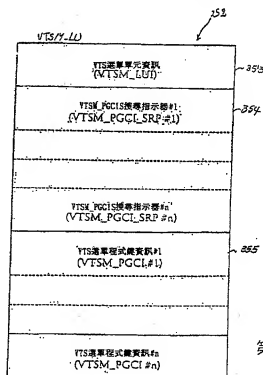 352
VTSM_LU
VTS選單單元資訊
(VTSM_LUI)
353
VTSM_PGCIS搜尋指示器#1
(VTSM_PGCI_SRP #1)
354
VTSM_PGCIS搜尋指示器#n
(VTSM_PGCI_SRP #n)
VTS選單程式鏈資訊#1
(VTSM_PGCI #1)
355
VTS選單程式鏈資訊#n
(VTSM_PGCI #n)